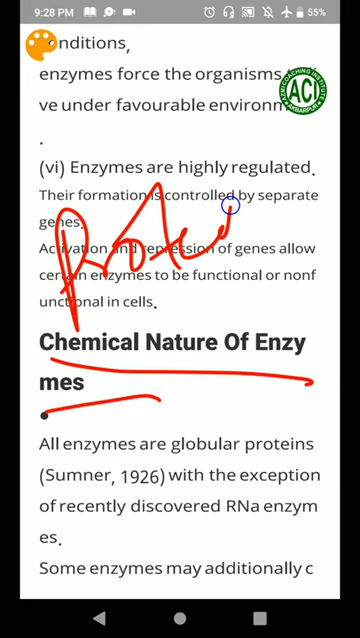 9:28 PM 55%
onditions,
enzymes force the organisms
ve under favourable environm
.
(vi) Enzymes are highly regulated.
Their formation is controlled by separate
genes.
Activation and repression of genes allow
certain enzymes to be functional or nonf
unctional in cells.
Chemical Nature Of Enzy
mes
All enzymes are globular proteins
(Sumner, 1926) with the exception
of recently discovered RNa enzym
es.
Some enzymes may additionally c
ACI
COACHING
AKBARPUR